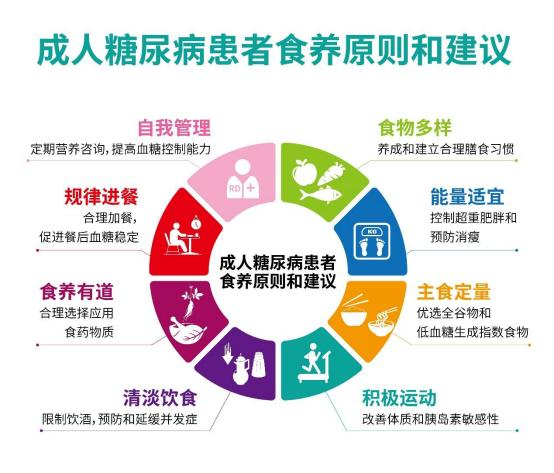 成人糖尿病患者食养原则和建议
自我管理
定期营养咨询,提高血糖控制能力
食物多样
养成和建立合理膳食习惯
规律进餐
合理加餐,
促进餐后血糖稳定
能量适宜
控制超重肥胖和
预防消瘦
RD
KG
成人糖尿病患者
食养原则和建议
食养有道
合理选择应用
食药物质
主食定量
优选全谷物和
低血糖生成指数食物
清淡饮食
限制饮酒,预防和延缓并发症
积极运动
改善体质和胰岛素敏感性